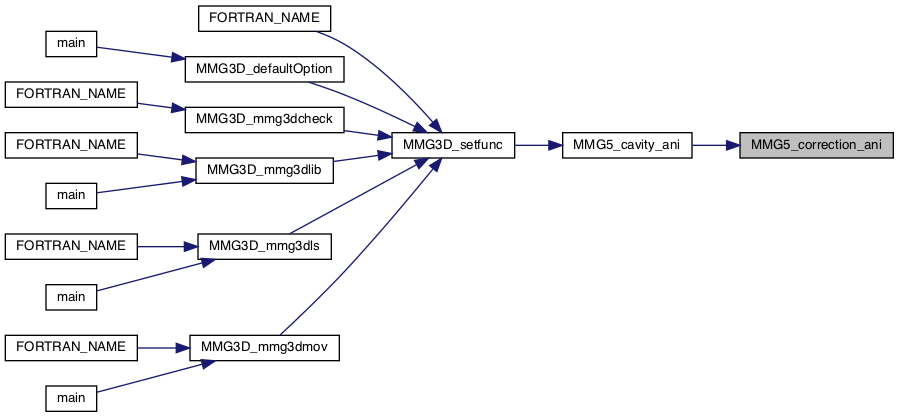 FORTRAN_NAME
main
MMG3D_defaultOption
FORTRAN_NAME
MMG3D_mmg3dcheck
FORTRAN_NAME
MMG3D_setfunc
MMG5_cavity_ani
MMG5_correction_ani
MMG3D_mmg3dlib
main
FORTRAN_NAME
MMG3D_mmg3dls
main
FORTRAN_NAME
MMG3D_mmg3dmov
main